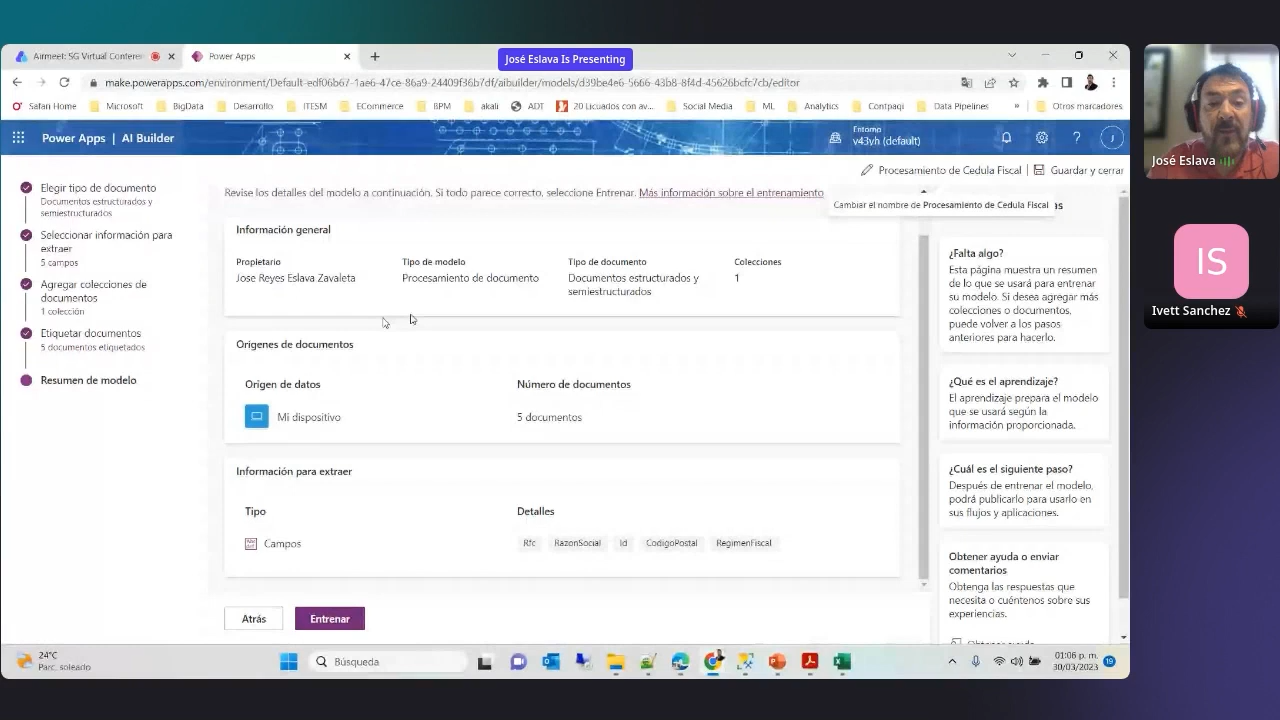 José Eslava Is Presenting
Airmeet: 5G Virtual Conferen
Power Apps
make.powerapps.com/environment/Default-edf06b67-1ae6-47ce-86a9-24409f36b7df/aibuilder/models/d39be4e6-5666-43b8-8f4d-45626bcfc7cb/editor
Safari Home
Microsoft
BigData
Desarrollo
ITESM
ECommerce
BPM
akali
ADT
20 Licuados con av...
Social Media
ML
Analytics
Contpaqi
Data Pipelines
»
Otros marcadores
Power Apps | AI Builder
Entorno
v43yh (default)
?
J
Procesamiento de Cedula Fiscal
Guardar y cerrar
Cambiar el nombre de Procesamiento de Cedula Fiscal
as
Elegir tipo de documento
Documentos estructurados y
semiestructurados
Seleccionar información para
extraer
5 campos
Agregar colecciones de
documentos
1 colección
Etiquetar documentos
5 documentos etiquetados
Resumen de modelo
Revise los detalles del modelo a continuación. Si todo parece correcto, seleccione Entrenar. Más información sobre el entrenamiento
Información general
Propietario
Jose Reyes Eslava Zavaleta
Tipo de modelo
Procesamiento de documento
Tipo de documento
Documentos estructurados y
semiestructurados
Colecciones
1
Orígenes de documentos
Origen de datos
Número de documentos
Mi dispositivo
5 documentos
Información para extraer
Tipo
Detalles
Campos
Rfc
RazonSocial
Id
CodigoPostal
RegimenFiscal
Atrás
Entrenar
¿Falta algo?
Esta página muestra un resumen
de lo que se usará para entrenar
su modelo. Si desea agregar más
colecciones o documentos,
puede volver a los pasos
anteriores para hacerlo.
¿Qué es el aprendizaje?
El aprendizaje prepara el modelo
que se usará según la
información proporcionada.
¿Cuál es el siguiente paso?
Después de entrenar el modelo,
podrá publicarlo para usarlo en
sus flujos y aplicaciones.
Obtener ayuda o enviar
comentarios
Obtenga las respuestas que
necesita o cuéntenos sobre sus
experiencias.
Obtener ayuda
José Eslava
IS
Ivett Sanchez
24°C
Parc. soleado
Búsqueda
01:06 p. m.
30/03/2023
19